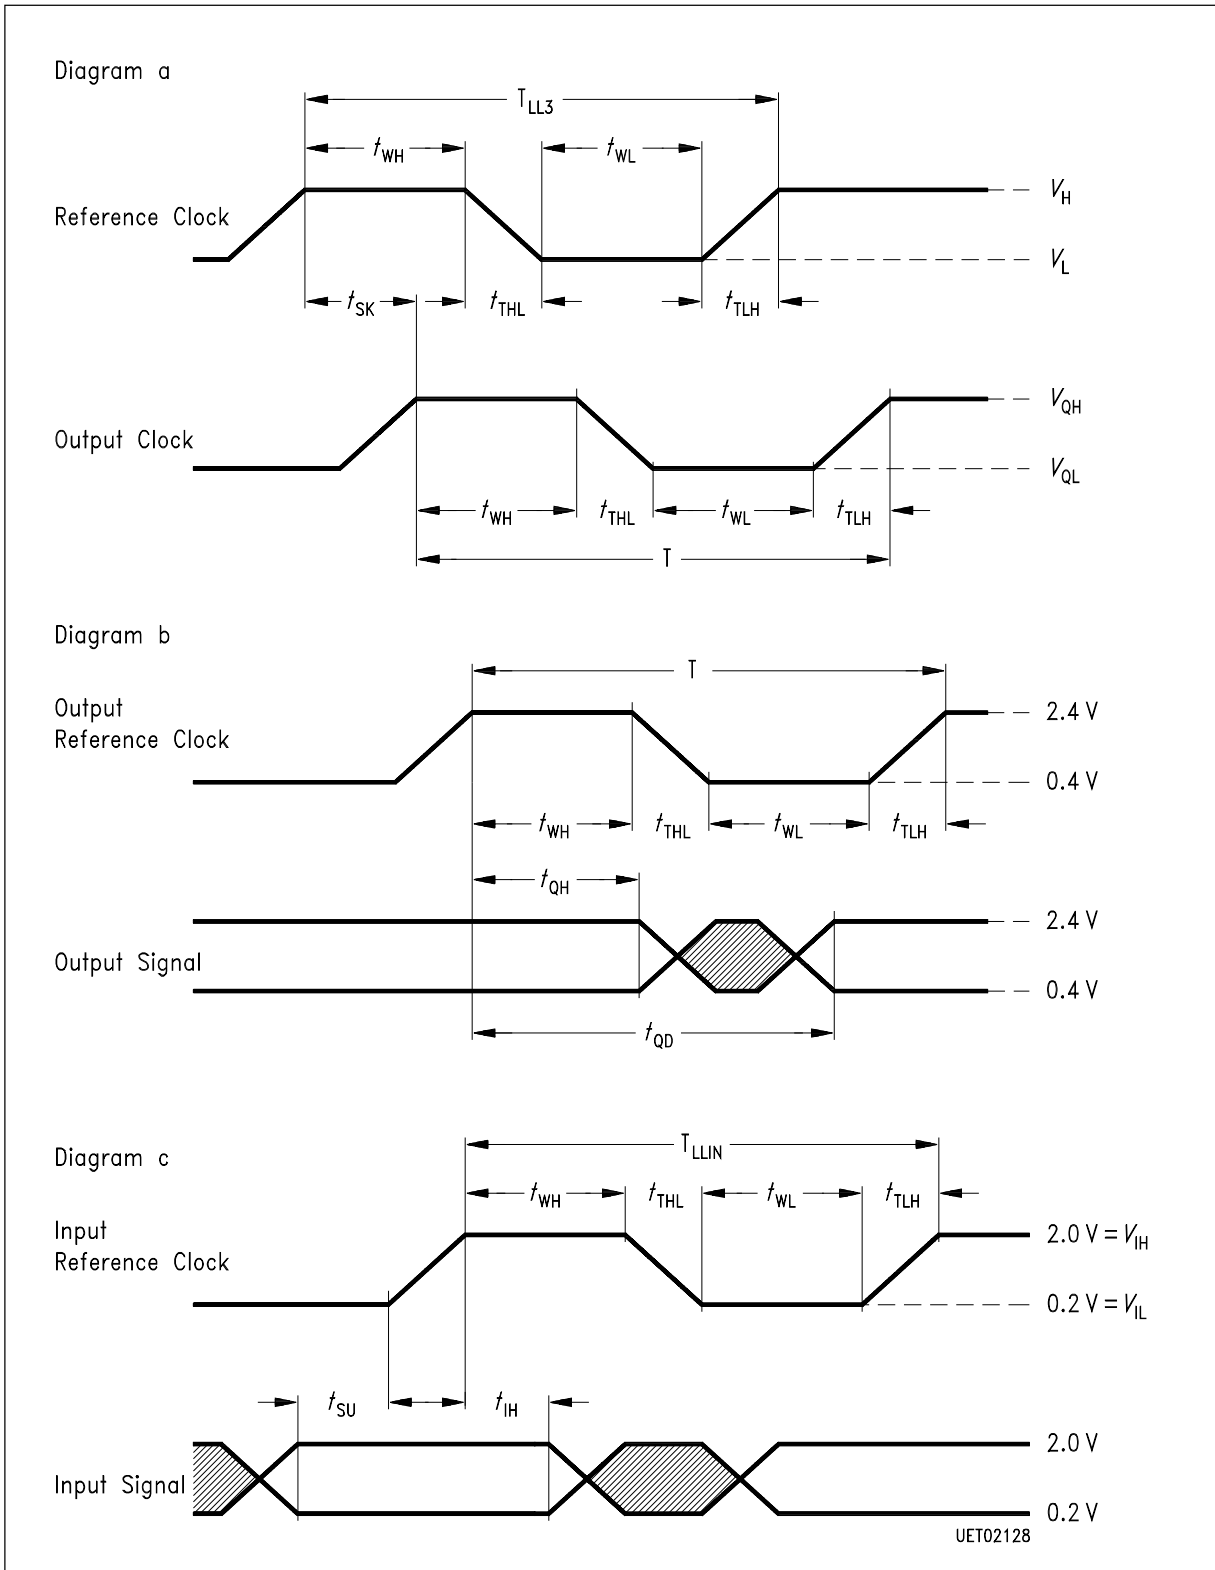 Diagram a
T_LL3
t_WH t_WL
V_H
Reference Clock
V_L
t_SK t_THL t_TLH
V_QH
Output Clock
V_QL
t_WH t_THL t_WL t_TLH
T
Diagram b
T
Output
Reference Clock
2.4 V
0.4 V
t_WH t_THL t_WL t_TLH
t_QH
2.4 V
Output Signal
0.4 V
t_QD
Diagram c
T_LLIN
t_WH t_THL t_WL t_TLH
Input
Reference Clock
2.0 V = V_IH
0.2 V = V_IL
t_SU t_IH
2.0 V
Input Signal
0.2 V
UET02128